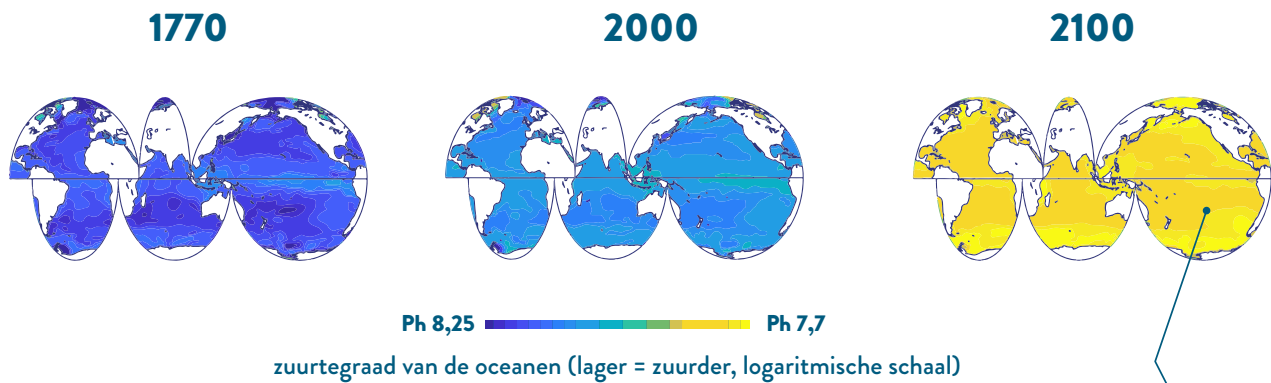 1770
2000
2100
Ph 8,25
Ph 7,7
zuurtegraad van de oceanen (lager = zuurder, logaritmische schaal)